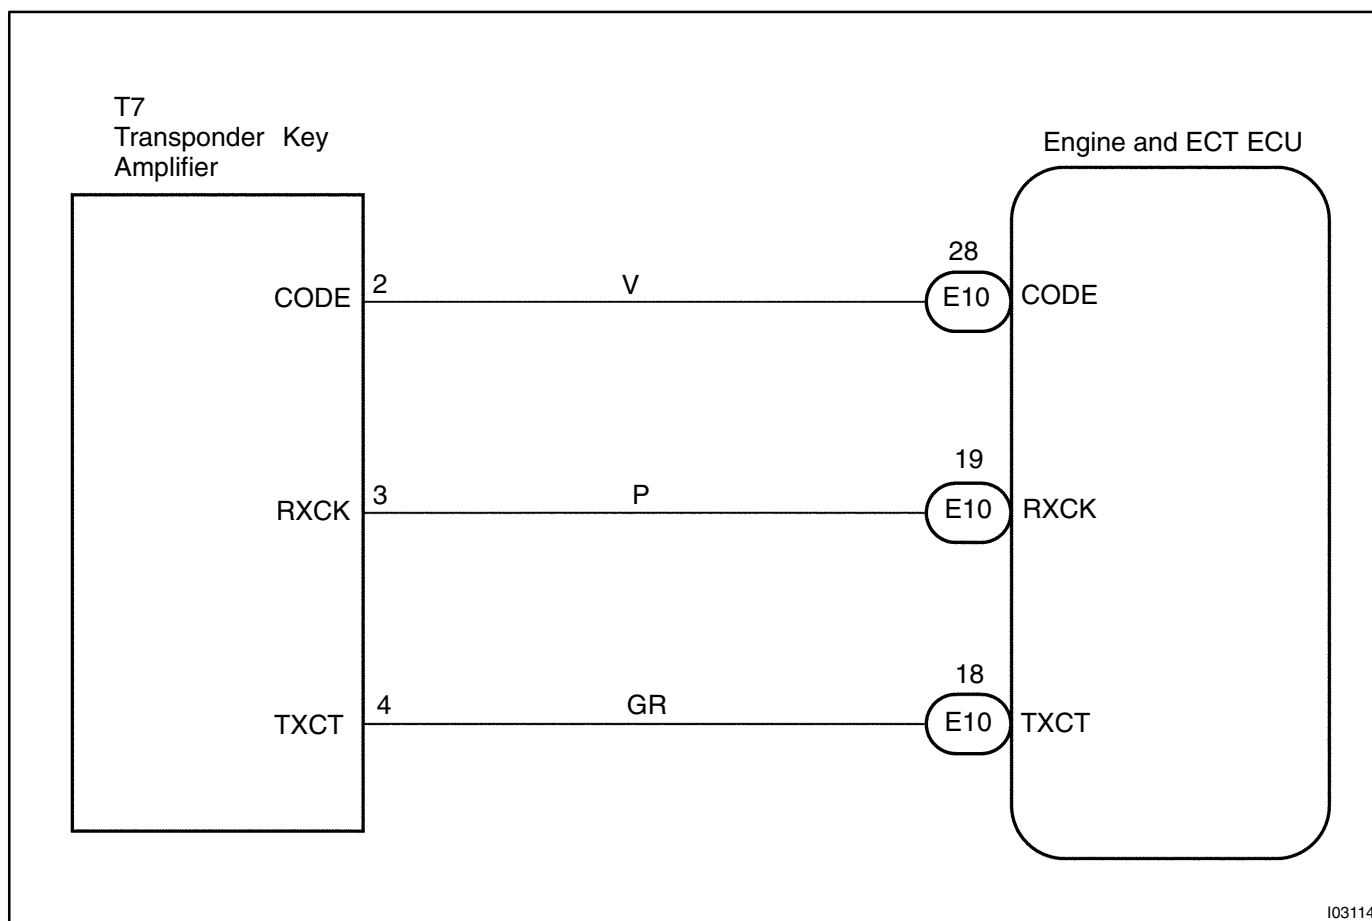 T7
Transponder Key
Amplifier
Engine and ECT ECU
CODE 2 V 28 E10 CODE
RXCK 3 P 19 E10 RXCK
TXCT 4 GR 18 E10 TXCT
I03114